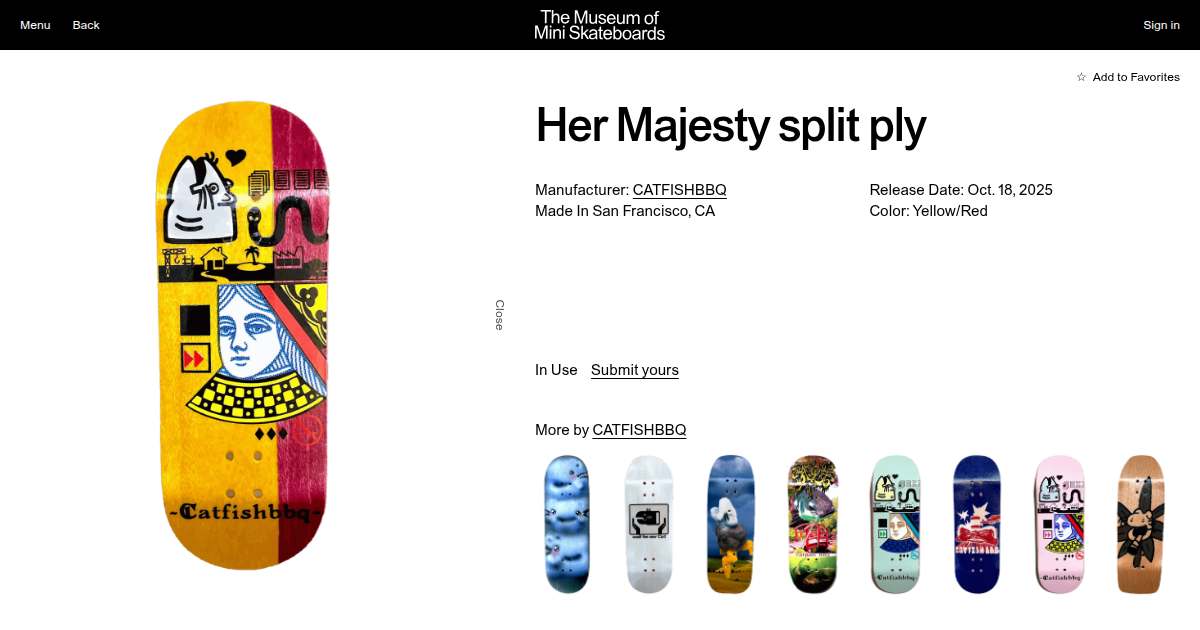 Menu
Back
The Museum of
Mini Skateboards
Sign in
☆ Add to Favorites
Her Majesty split ply
Manufacturer: CATFISHBBQ
Made In San Francisco, CA
Release Date: Oct. 18, 2025
Color: Yellow/Red
Close
-Catfishbbq-
In Use Submit yours
More by CATFISHBBQ
-Catfishbbq-
-Catfishbbq-